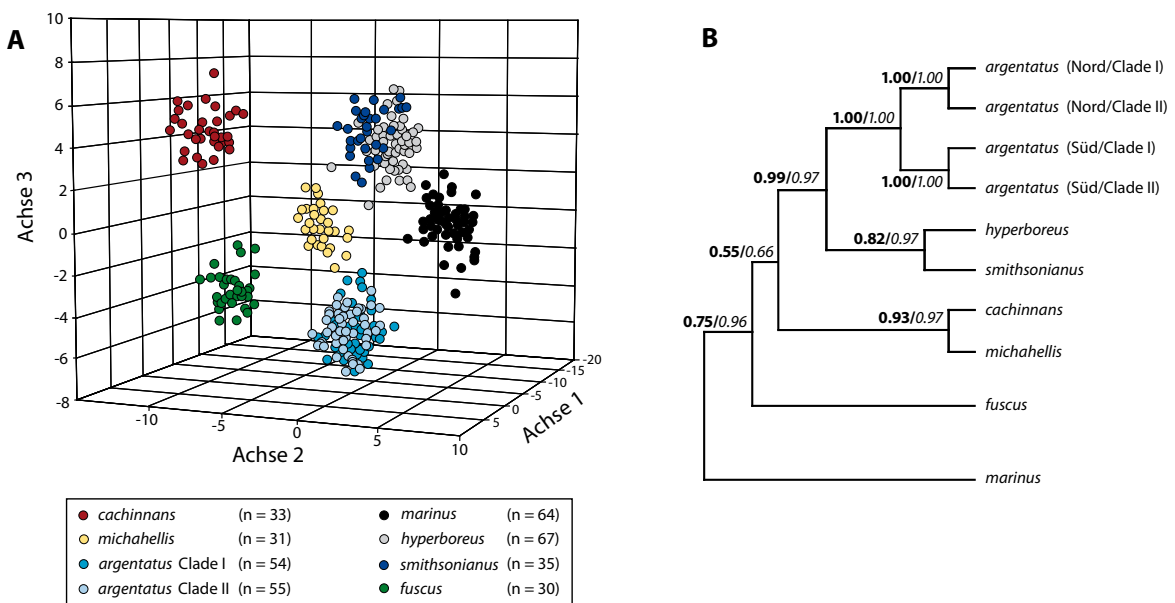 A
10
8
6
4
2
0
-2
-4
-6
-8
Achse 3
-10
-5
0
5
10
Achse 2
5
0
-5
-10
-15
-20
Achse 1
cachinnans (n = 33)
michahellis (n = 31)
argentatus Clade I (n = 54)
argentatus Clade II (n = 55)
marinus (n = 64)
hyperboreus (n = 67)
smithsonianus (n = 35)
fuscus (n = 30)
B
1.00/1.00
argentatus (Nord/Clade I)
1.00/1.00
argentatus (Nord/Clade II)
argentatus (Süd/Clade I)
1.00/1.00
argentatus (Süd/Clade II)
0.99/0.97
0.82/0.97
hyperboreus
smithsonianus
0.55/0.66
cachinnans
0.93/0.97
michahellis
0.75/0.96
fuscus
marinus